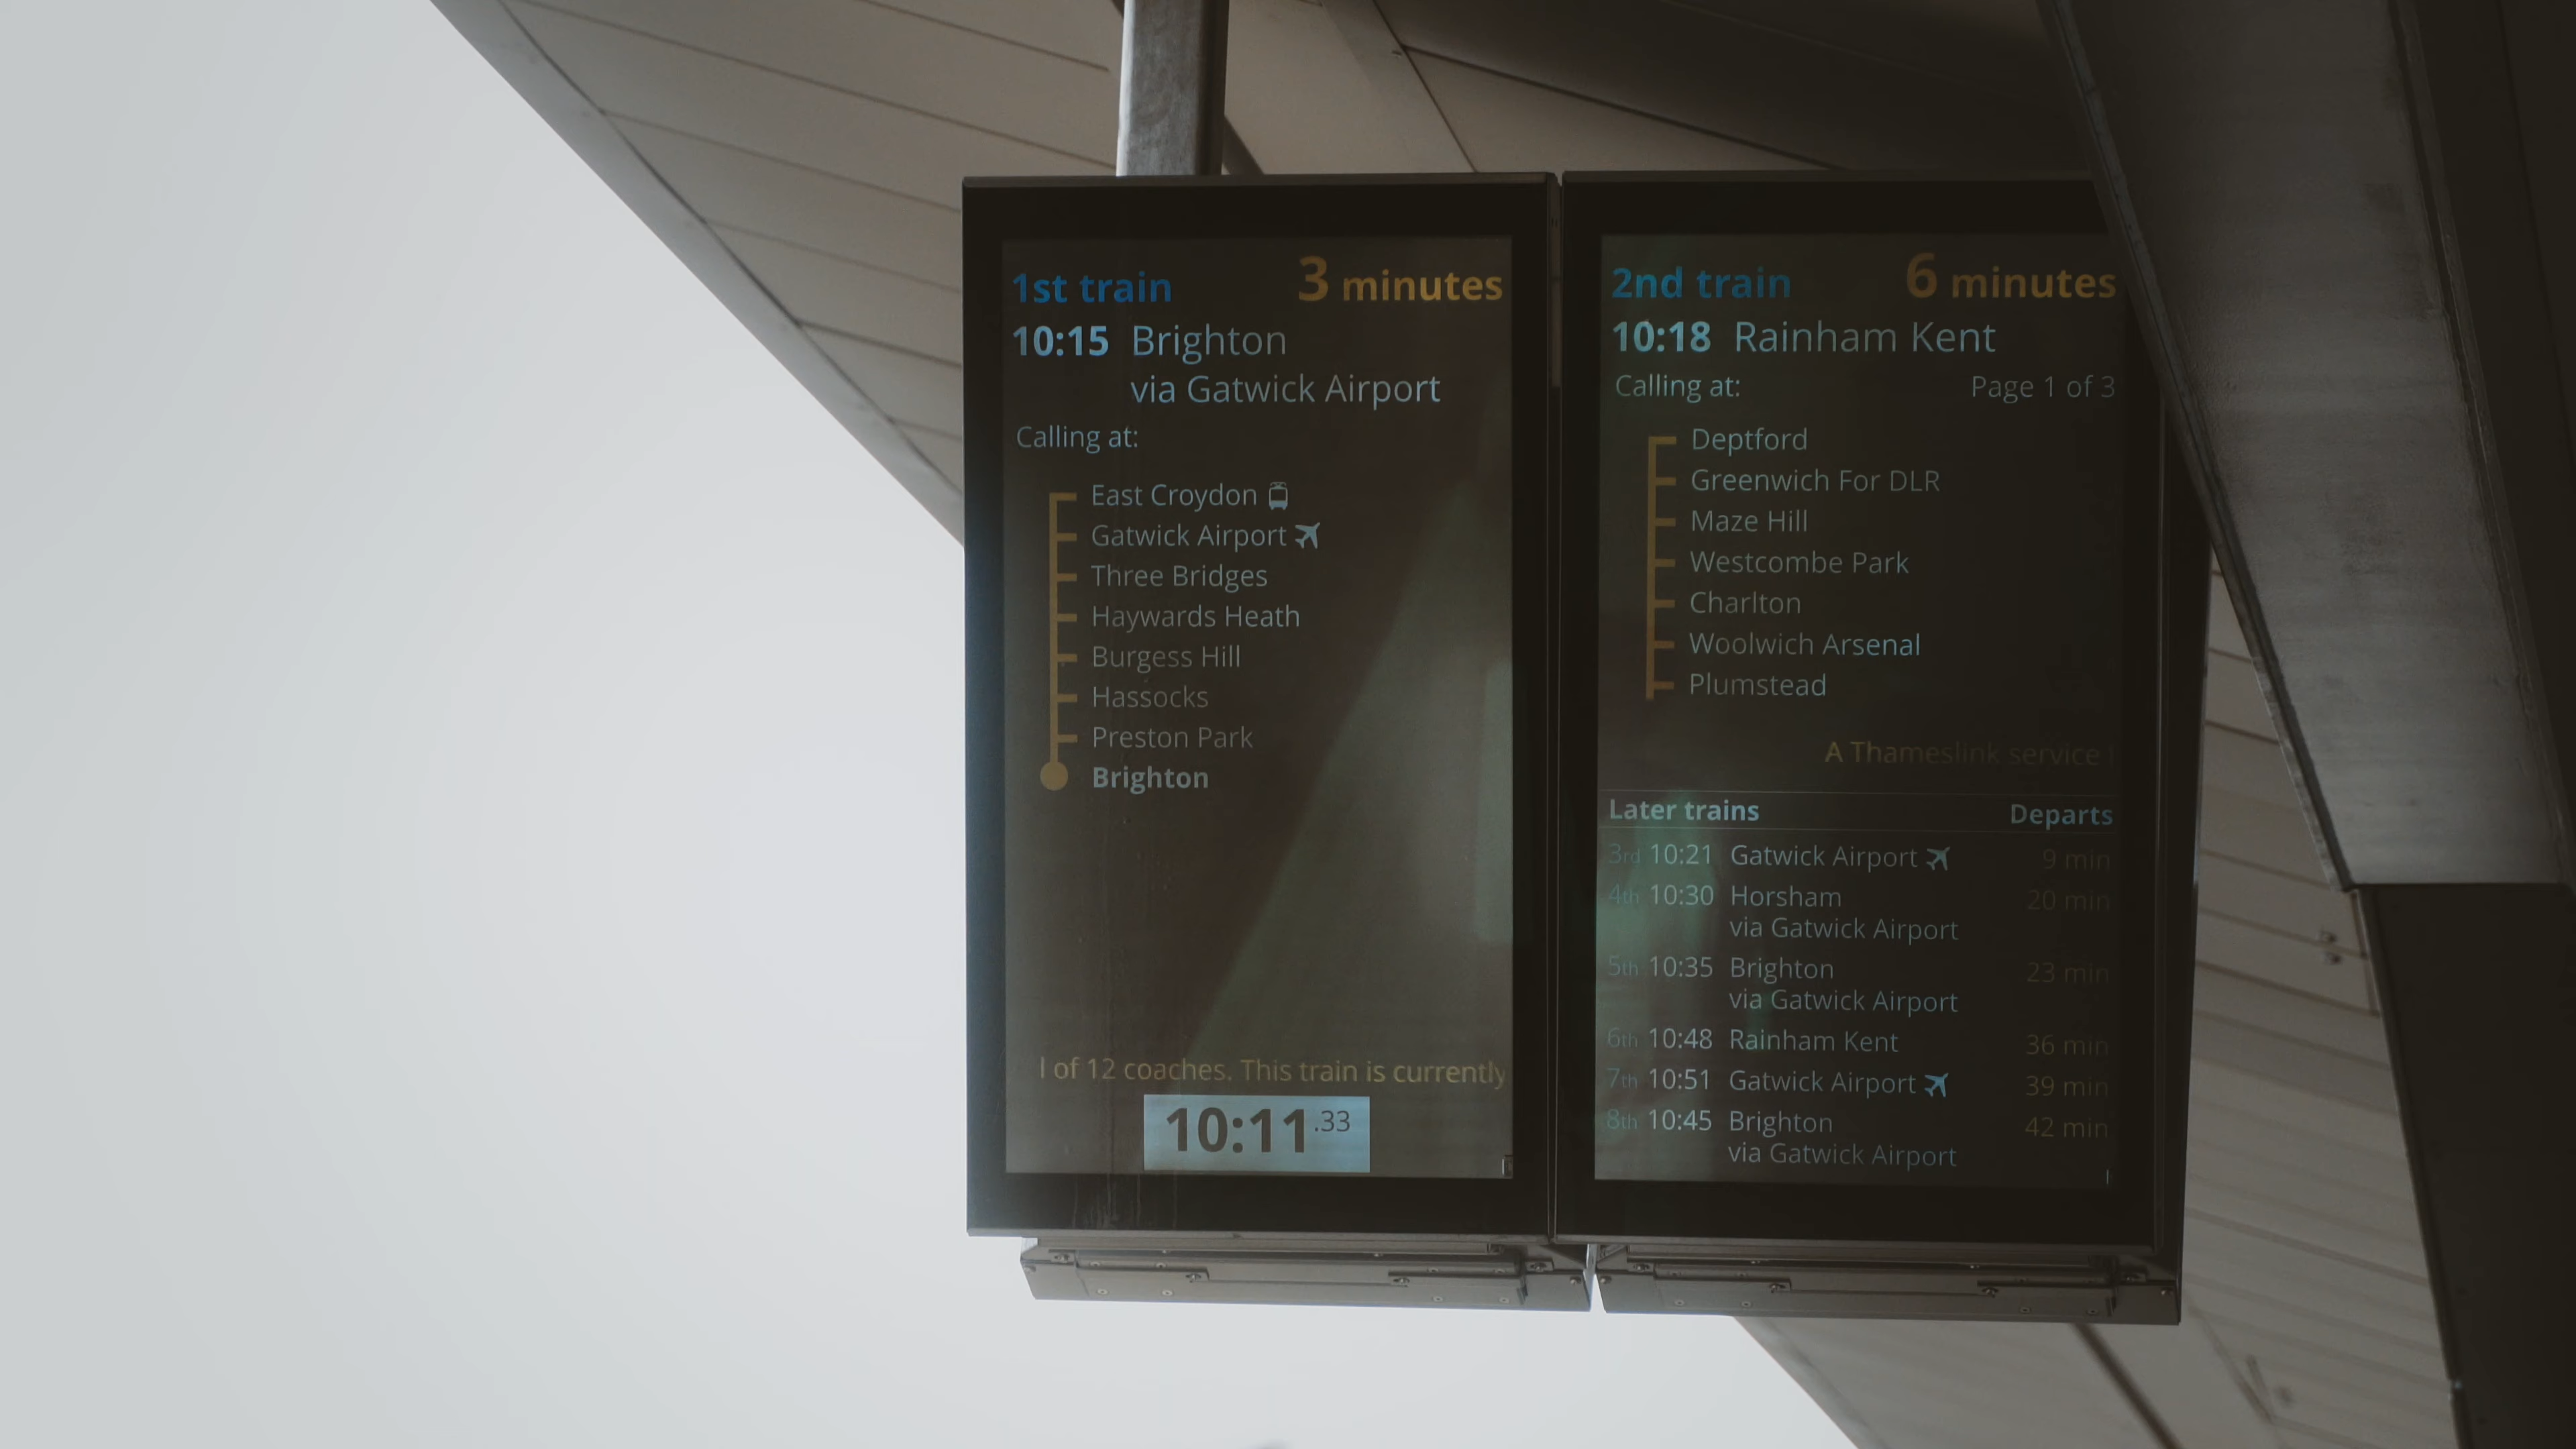 1st train 3 minutes
10:15 Brighton
via Gatwick Airport
Calling at:
East Croydon
Gatwick Airport
Three Bridges
Haywards Heath
Burgess Hill
Hassocks
Preston Park
Brighton
of 12 coaches. This train is currently
10:11.33
2nd train 6 minutes
10:18 Rainham Kent
Calling at: Page 1 of 3
Deptford
Greenwich For DLR
Maze Hill
Westcombe Park
Charlton
Woolwich Arsenal
Plumstead
A Thameslink service
Later trains Departs
3rd 10:21 Gatwick Airport 9 min
4th 10:30 Horsham 20 min
via Gatwick Airport
5th 10:35 Brighton 23 min
via Gatwick Airport
6th 10:48 Rainham Kent 36 min
7th 10:51 Gatwick Airport 39 min
8th 10:45 Brighton 42 min
via Gatwick Airport